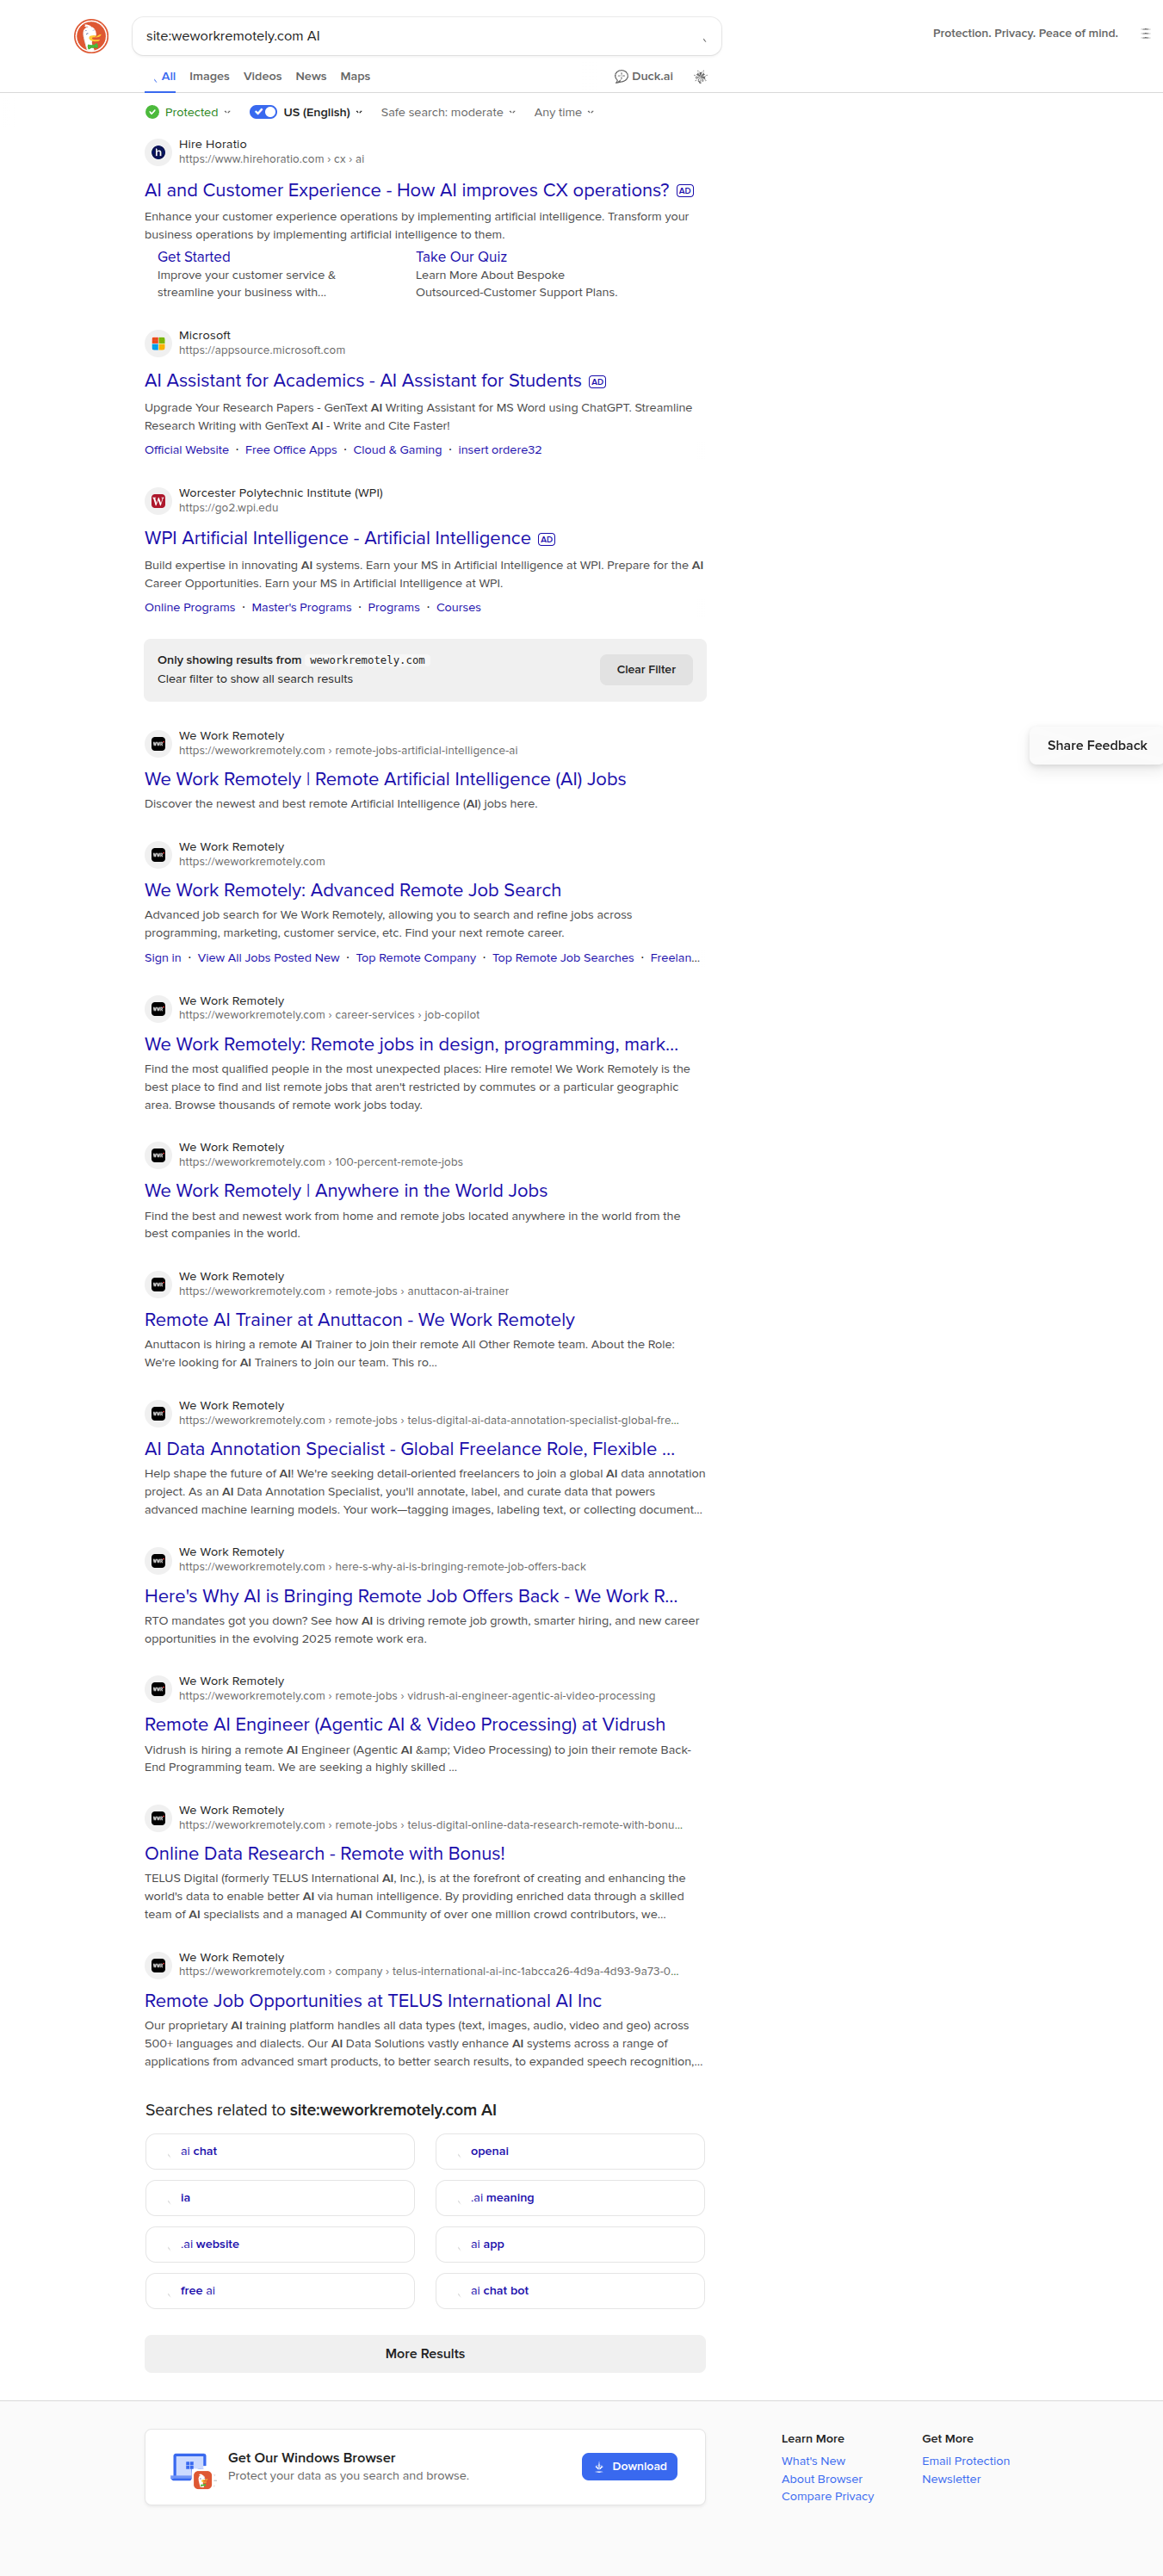 site:weworkremotely.com AI
Protection. Privacy. Peace of mind.
All Images Videos News Maps Duck.ai
Protected US (English) Safe search: moderate Any time
Hire Horatio
https://www.hirehoratio.com › cx › ai
AI and Customer Experience - How AI improves CX operations? AD
Enhance your customer experience operations by implementing artificial intelligence. Transform your
business operations by implementing artificial intelligence to them.
Get Started
Improve your customer service &
streamline your business with...
Take Our Quiz
Learn More About Bespoke
Outsourced-Customer Support Plans.
Microsoft
https://appsource.microsoft.com
AI Assistant for Academics - AI Assistant for Students AD
Upgrade Your Research Papers - GenText AI Writing Assistant for MS Word using ChatGPT. Streamline
Research Writing with GenText AI - Write and Cite Faster!
Official Website · Free Office Apps · Cloud & Gaming · insert ordere32
Worcester Polytechnic Institute (WPI)
https://go2.wpi.edu
WPI Artificial Intelligence - Artificial Intelligence AD
Build expertise in innovating AI systems. Earn your MS in Artificial Intelligence at WPI. Prepare for the AI
Career Opportunities. Earn your MS in Artificial Intelligence at WPI.
Online Programs · Master's Programs · Programs · Courses
Only showing results from weworkremotely.com
Clear filter to show all search results
Clear Filter
We Work Remotely
https://weworkremotely.com › remote-jobs-artificial-intelligence-ai
Share Feedback
We Work Remotely | Remote Artificial Intelligence (AI) Jobs
Discover the newest and best remote Artificial Intelligence (AI) jobs here.
We Work Remotely
https://weworkremotely.com
We Work Remotely: Advanced Remote Job Search
Advanced job search for We Work Remotely, allowing you to search and refine jobs across
programming, marketing, customer service, etc. Find your next remote career.
Sign in · View All Jobs Posted New · Top Remote Company · Top Remote Job Searches · Freelan...
We Work Remotely
https://weworkremotely.com › career-services › job-copilot
We Work Remotely: Remote jobs in design, programming, mark...
Find the most qualified people in the most unexpected places: Hire remote! We Work Remotely is the
best place to find and list remote jobs that aren't restricted by commutes or a particular geographic
area. Browse thousands of remote work jobs today.
We Work Remotely
https://weworkremotely.com › 100-percent-remote-jobs
We Work Remotely | Anywhere in the World Jobs
Find the best and newest work from home and remote jobs located anywhere in the world from the
best companies in the world.
We Work Remotely
https://weworkremotely.com › remote-jobs › anuttacon-ai-trainer
Remote AI Trainer at Anuttacon - We Work Remotely
Anuttacon is hiring a remote AI Trainer to join their remote All Other Remote team. About the Role:
We're looking for AI Trainers to join our team. This ro...
We Work Remotely
https://weworkremotely.com › remote-jobs › telus-digital-ai-data-annotation-specialist-global-fre...
AI Data Annotation Specialist - Global Freelance Role, Flexible ...
Help shape the future of AI! We're seeking detail-oriented freelancers to join a global AI data annotation
project. As an AI Data Annotation Specialist, you'll annotate, label, and curate data that powers
advanced machine learning models. Your work—tagging images, labeling text, or collecting document...
We Work Remotely
https://weworkremotely.com › here-s-why-ai-is-bringing-remote-job-offers-back
Here's Why AI is Bringing Remote Job Offers Back - We Work R...
RTO mandates got you down? See how AI is driving remote job growth, smarter hiring, and new career
opportunities in the evolving 2025 remote work era.
We Work Remotely
https://weworkremotely.com › remote-jobs › vidrush-ai-engineer-agentic-ai-video-processing
Remote AI Engineer (Agentic AI & Video Processing) at Vidrush
Vidrush is hiring a remote AI Engineer (Agentic AI &amp; Video Processing) to join their remote Back-
End Programming team. We are seeking a highly skilled ...
We Work Remotely
https://weworkremotely.com › remote-jobs › telus-digital-online-data-research-remote-with-bonu...
Online Data Research - Remote with Bonus!
TELUS Digital (formerly TELUS International AI, Inc.), is at the forefront of creating and enhancing the
world's data to enable better AI via human intelligence. By providing enriched data through a skilled
team of AI specialists and a managed AI Community of over one million crowd contributors, we...
We Work Remotely
https://weworkremotely.com › company › telus-international-ai-inc-1abcca26-4d9a-4d93-9a73-0...
Remote Job Opportunities at TELUS International AI Inc
Our proprietary AI training platform handles all data types (text, images, audio, video and geo) across
500+ languages and dialects. Our AI Data Solutions vastly enhance AI systems across a range of
applications from advanced smart products, to better search results, to expanded speech recognition,...
Searches related to site:weworkremotely.com AI
ai chat
openai
ia
.ai meaning
.ai website
ai app
free ai
ai chat bot
More Results
Get Our Windows Browser
Protect your data as you search and browse.
Download
Learn More
What's New
About Browser
Compare Privacy
Get More
Email Protection
Newsletter